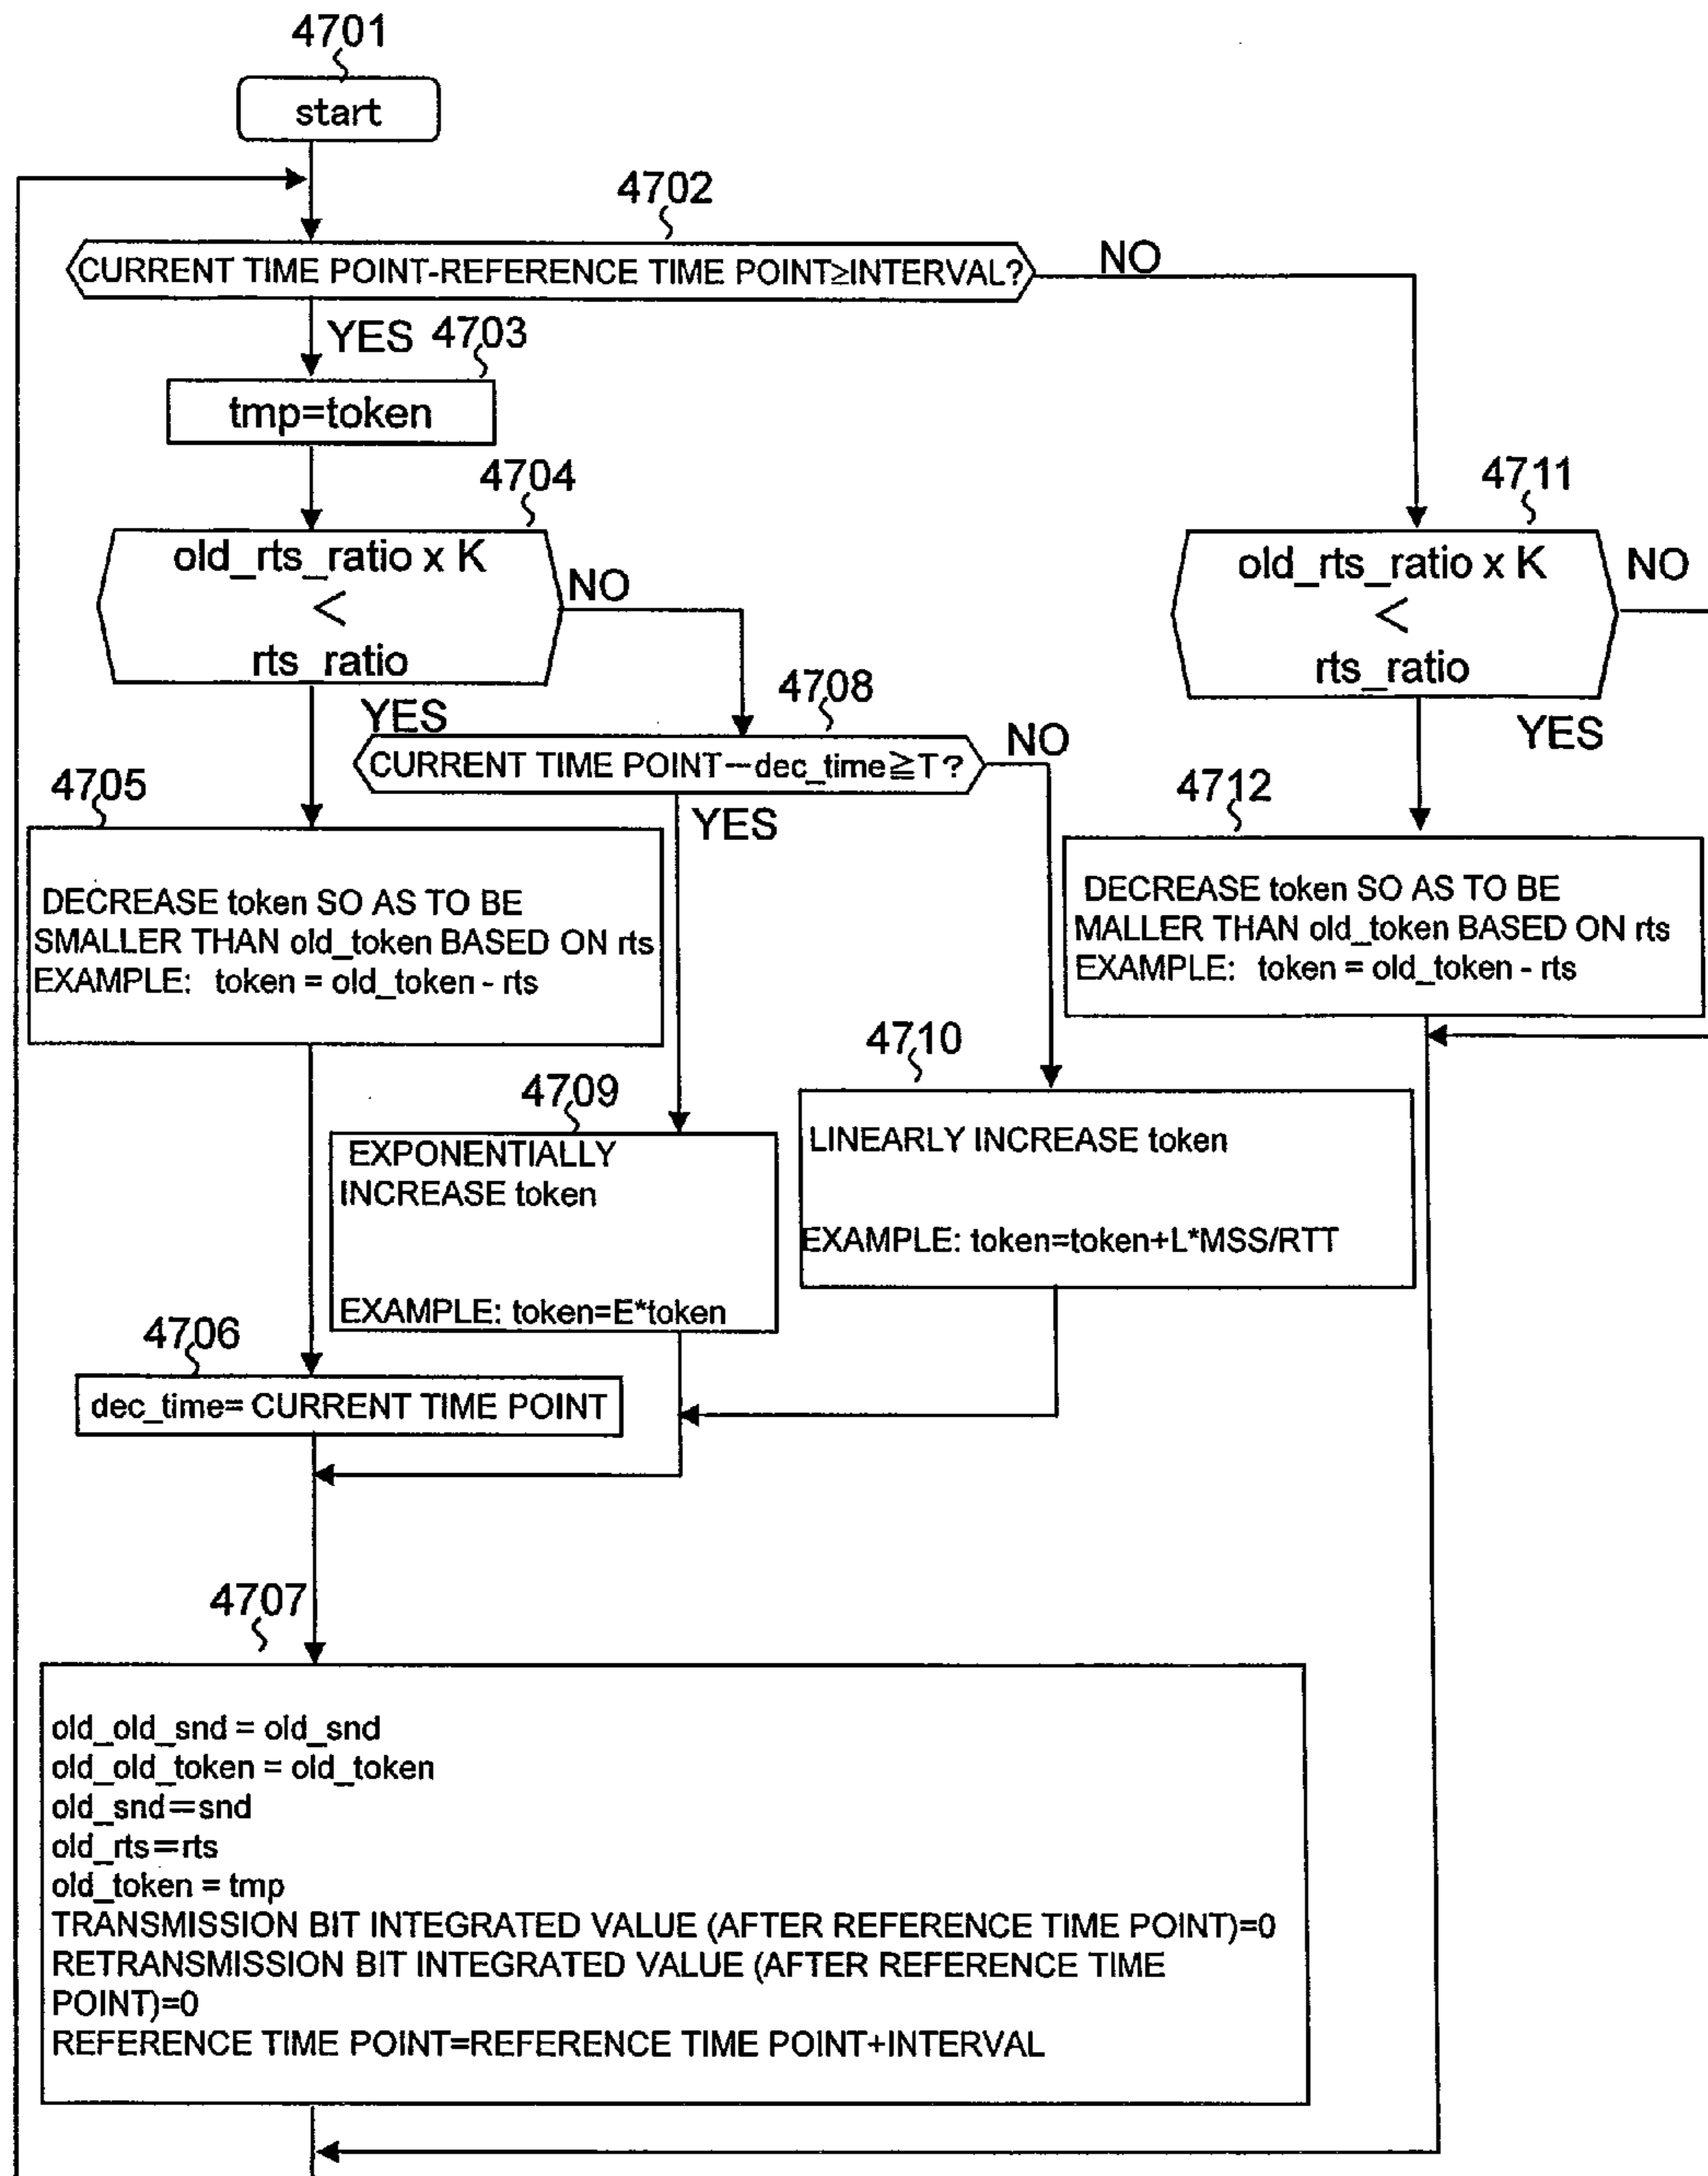 4701
start
4702
CURRENT TIME POINT-REFERENCE TIME POINT≥INTERVAL?
NO
YES
4703
tmp=token
4704
old_rts_ratio x K
<
rts_ratio
NO
YES
4711
old_rts_ratio x K
<
rts_ratio
NO
YES
4708
CURRENT TIME POINT-dec_time≧T?
NO
YES
4705
DECREASE token SO AS TO BE
SMALLER THAN old_token BASED ON rts
EXAMPLE: token = old_token - rts
4712
DECREASE token SO AS TO BE
MALLER THAN old_token BASED ON rts
EXAMPLE: token = old_token - rts
4710
LINEARLY INCREASE token
EXAMPLE: token=token+L*MSS/RTT
4709
EXPONENTIALLY
INCREASE token
EXAMPLE: token=E*token
4706
dec_time= CURRENT TIME POINT
4707
old_old_snd = old_snd
old_old_token = old_token
old_snd=snd
old_rts=rts
old_token = tmp
TRANSMISSION BIT INTEGRATED VALUE (AFTER REFERENCE TIME POINT)=0
RETRANSMISSION BIT INTEGRATED VALUE (AFTER REFERENCE TIME
POINT)=0
REFERENCE TIME POINT=REFERENCE TIME POINT+INTERVAL